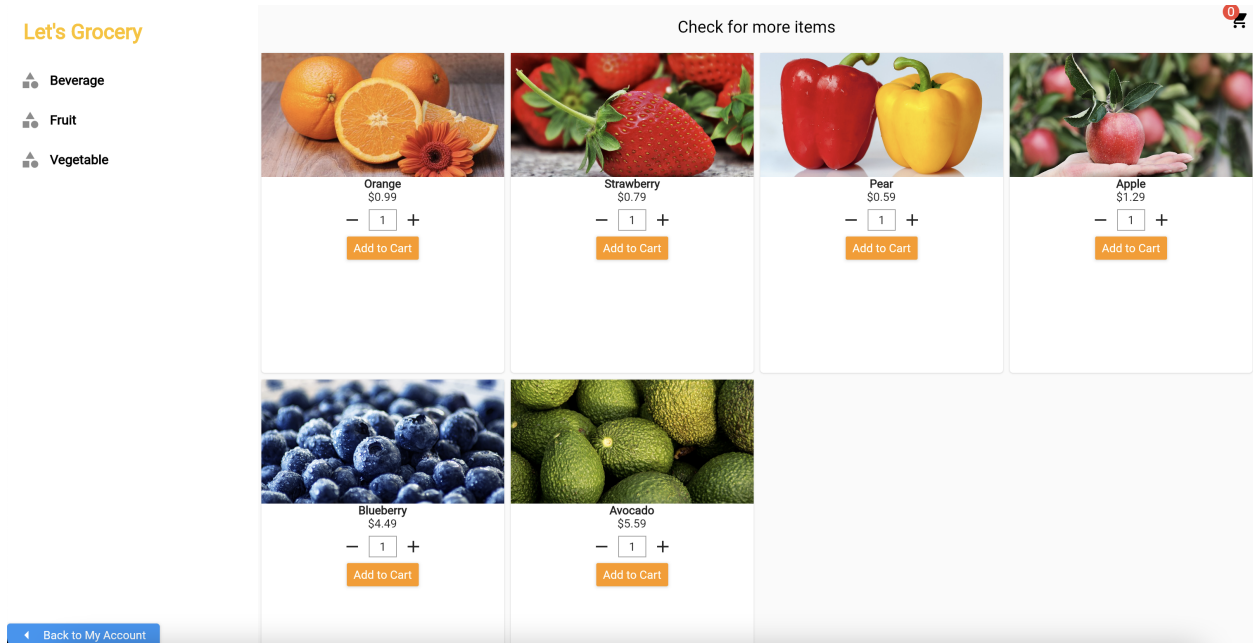 Let's Grocery
Beverage
Fruit
Vegetable
Back to My Account
Check for more items
0
Orange
$0.99
1
Add to Cart
Strawberry
$0.79
1
Add to Cart
Pear
$0.59
1
Add to Cart
Apple
$1.29
1
Add to Cart
Blueberry
$4.49
1
Add to Cart
Avocado
$5.59
1
Add to Cart